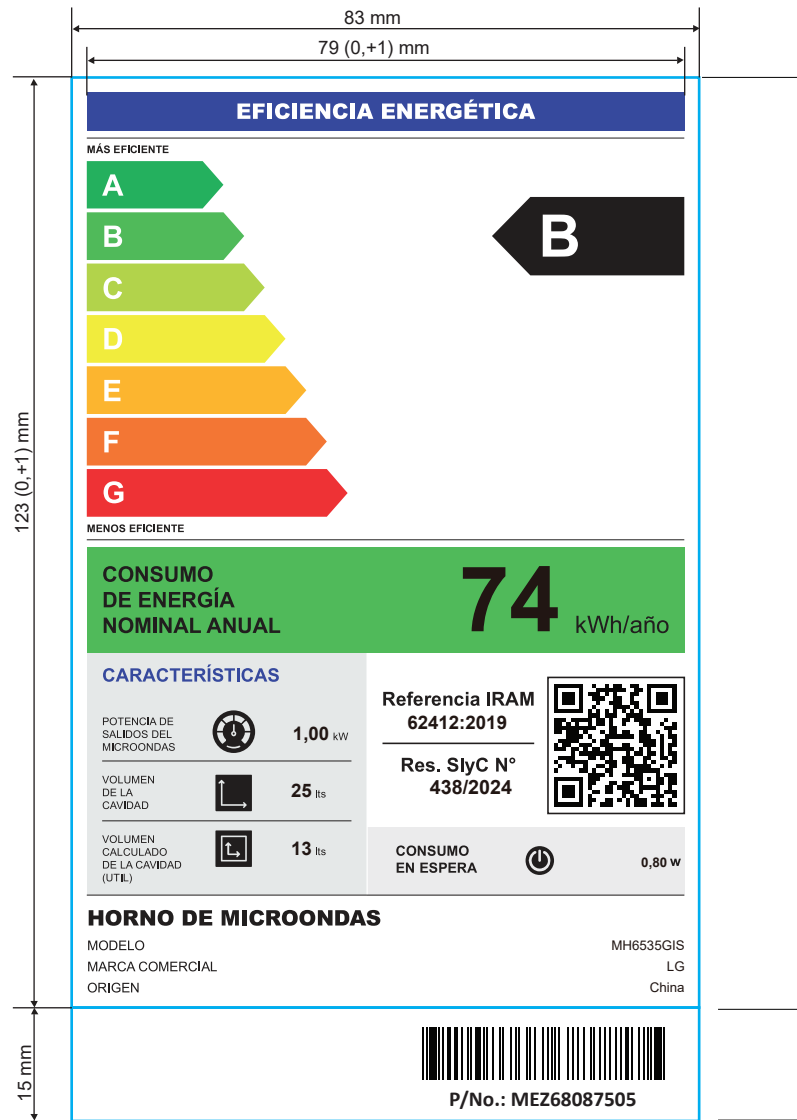 83 mm
79 (0,+1) mm
123 (0,+1) mm
EFICIENCIA ENERGÉTICA
MÁS EFICIENTE
A
B
B
C
D
E
F
G
MENOS EFICIENTE
CONSUMO
DE ENERGÍA
NOMINAL ANUAL
74 kWh/año
CARACTERÍSTICAS
POTENCIA DE
SALIDOS DEL
MICROONDAS
1,00 kW
VOLUMEN
DE LA
CAVIDAD
25 lts
VOLUMEN
CALCULADO
DE LA CAVIDAD
(UTIL)
13 lts
Referencia IRAM
62412:2019
Res. SIyC N°
438/2024
CONSUMO
EN ESPERA
0,80 w
HORNO DE MICROONDAS
MODELO MH6535GIS
MARCA COMERCIAL LG
ORIGEN China
15 mm
P/No.: MEZ68087505